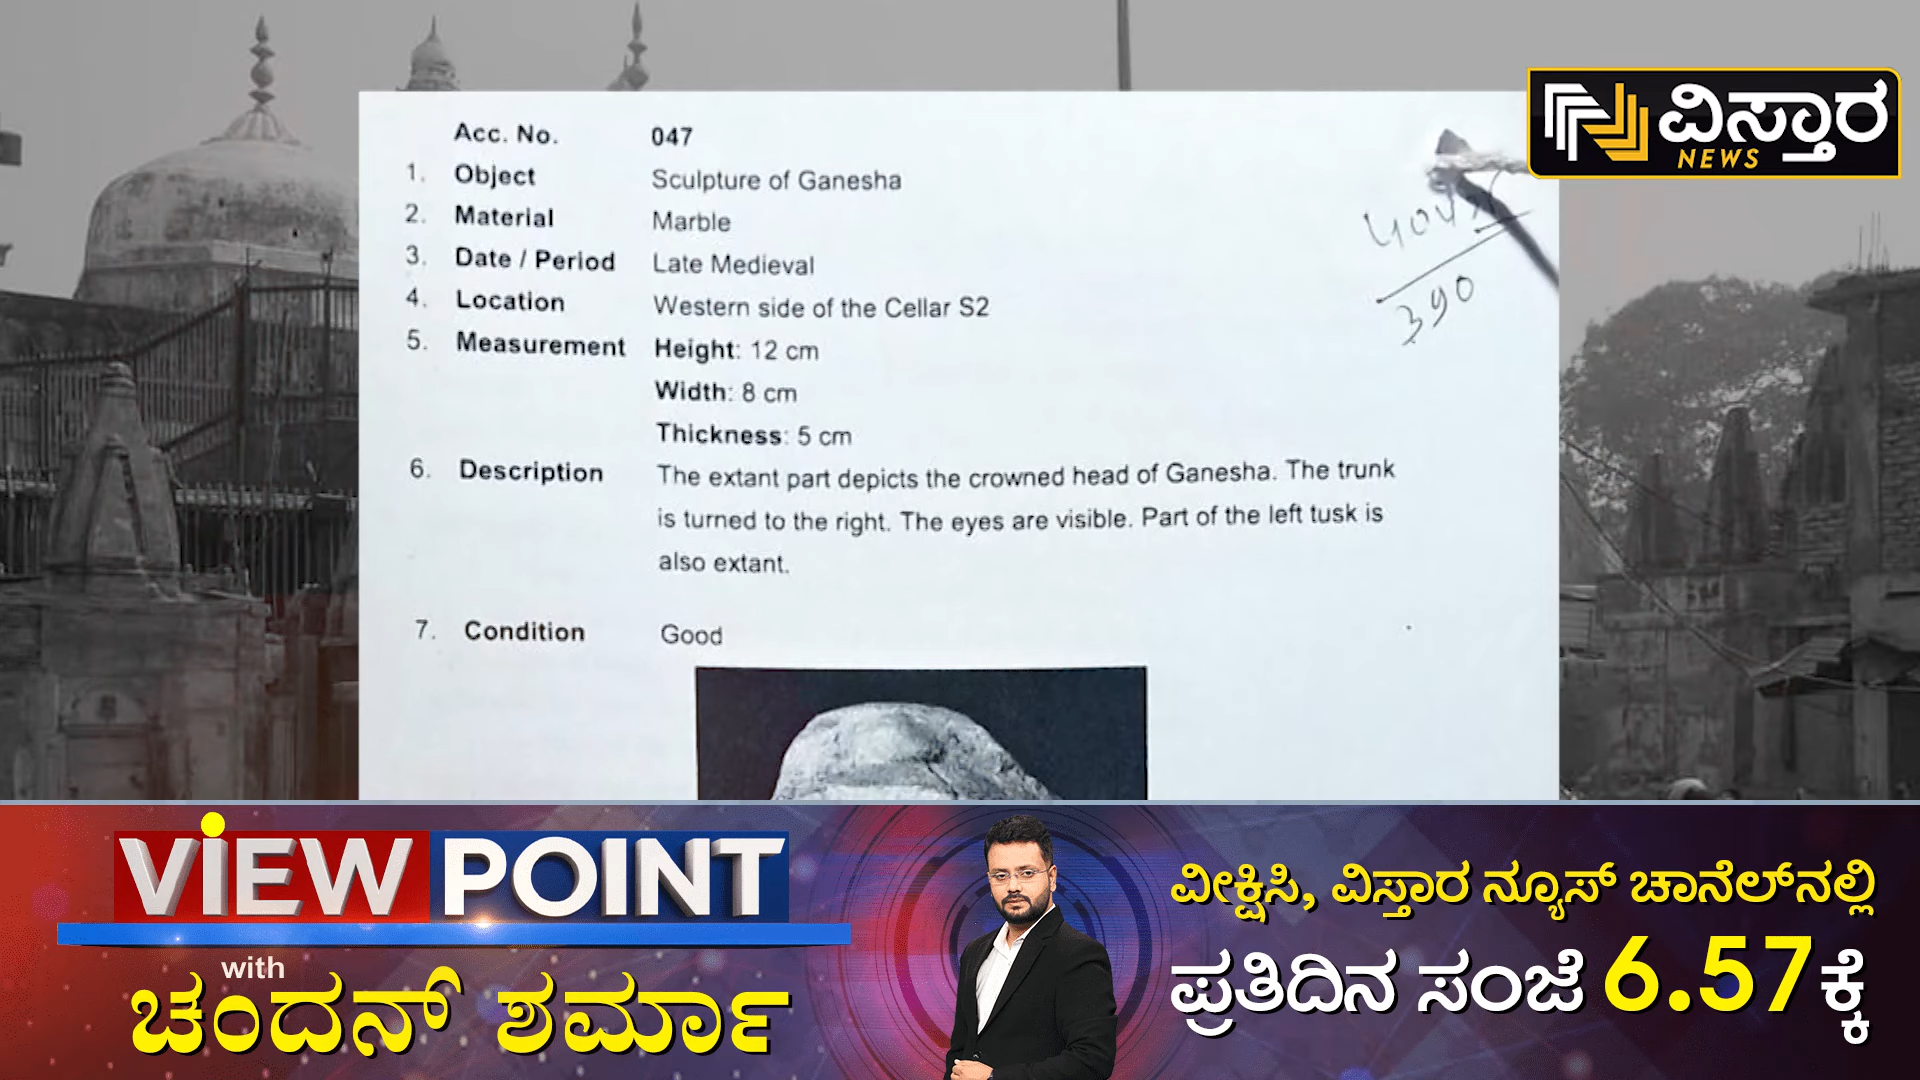 ವಿಸ್ತಾರ
NEWS
Acc. No. 047
1. Object Sculpture of Ganesha
2. Material Marble
3. Date / Period Late Medieval
4. Location Western side of the Cellar S2
5. Measurement Height: 12 cm
Width: 8 cm
Thickness: 5 cm
6. Description The extant part depicts the crowned head of Ganesha. The trunk
is turned to the right. The eyes are visible. Part of the left tusk is
also extant.
7. Condition Good
390
ViEW POINT
with
ಚಂದನ್ ಶರ್ಮಾ
ವೀಕ್ಷಿಸಿ, ವಿಸ್ತಾರ ನ್ಯೂಸ್ ಚಾನೆಲ್‌ನಲ್ಲಿ
ಪ್ರತಿದಿನ ಸಂಜೆ 6.57ಕ್ಕೆ